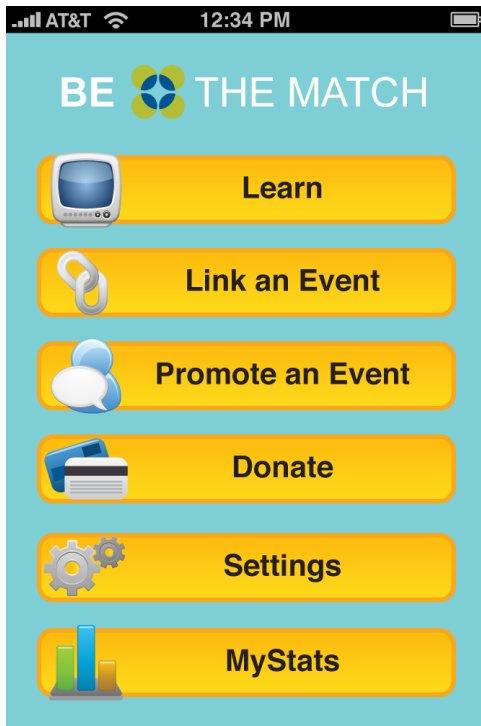 AT&T 12:34 PM
BE THE MATCH
Learn
Link an Event
Promote an Event
Donate
Settings
MyStats